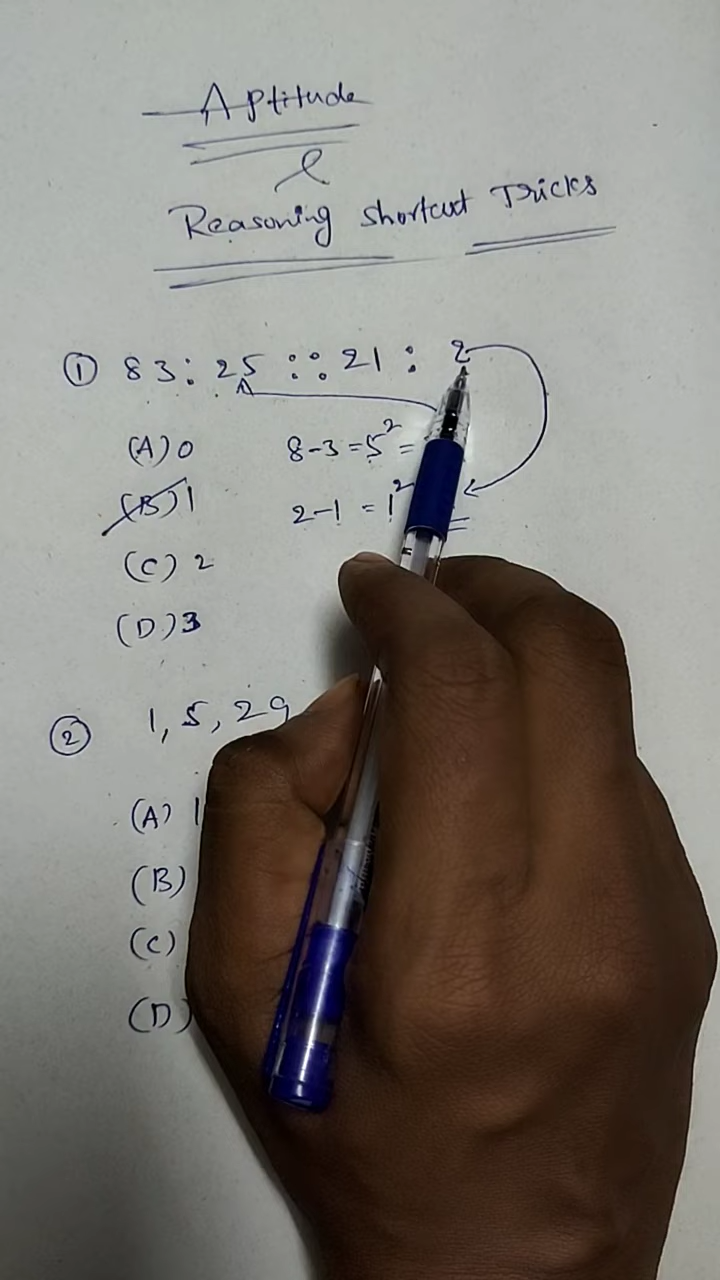 Aptitude
&
Reasoning shortcut Tricks
① 83 : 25 :: 21 : ?
(A) 0 8-3 = 5² =
(B) 1 2-1 = 1²
(C) 2
(D) 3
② 1, 5, 29
(A) 1
(B)
(C)
(D)